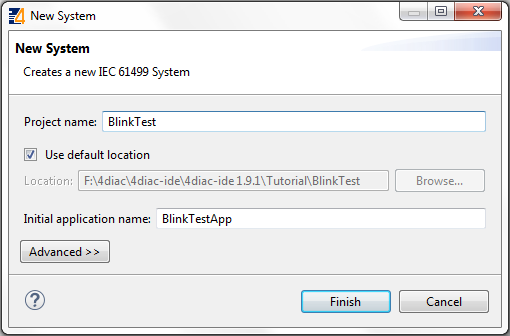 New System
New System
Creates a new IEC 61499 System
Project name: BlinkTest
Use default location
Location: F:\4diac\4diac-ide\4diac-ide 1.9.1\Tutorial\BlinkTest Browse...
Initial application name: BlinkTestApp
Advanced >>
? Finish Cancel